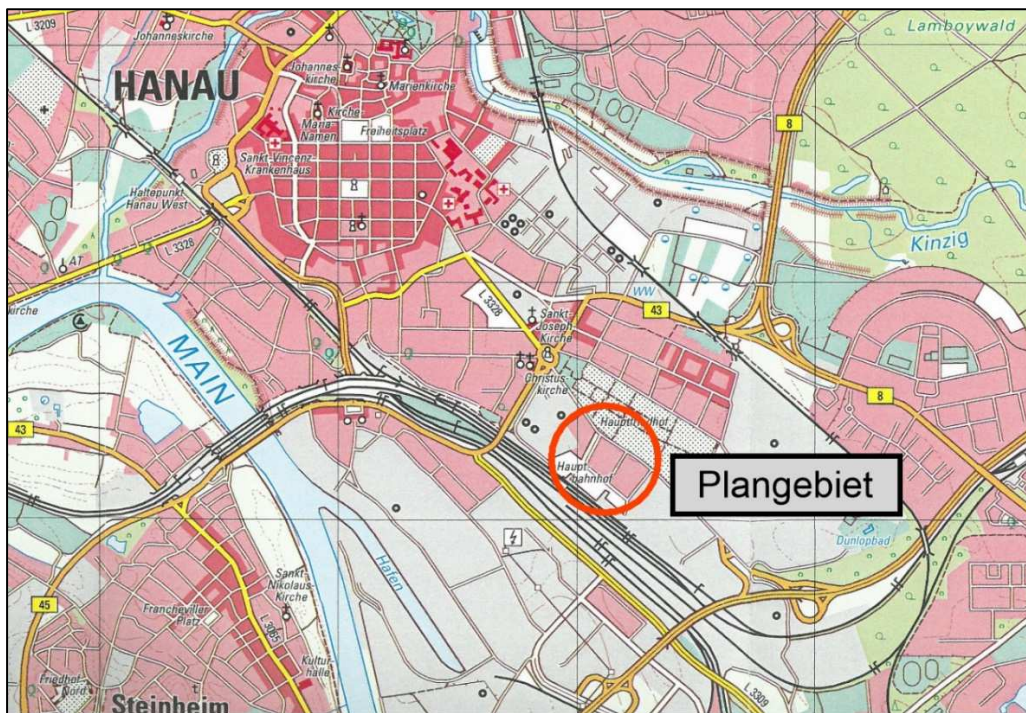 L 3209
Johanneskirche
Lamboywald
HANAU
Johannes-
kirche
Marienkirche
Kirche
Maria
Namen
Freiheitsplatz
8
Sankt-Vincenz-
Krankenhaus
Haltepunkt
Hanau West
L 3328
AT
kirche
Kinzig
MAIN
L 3328
Sankt-
Joseph-
Kirche
WW
43
Christus-
kirche
8
43
Hauptfriedhof
Haupt
bahnhof
Plangebiet
Dunlopbad
Hafen
Sankt
Nikolaus-
Kirche
45
Francheviller
Platz
L 3065
Kultur-
halle
Friedhof
Nord
Steinheim
L 3309